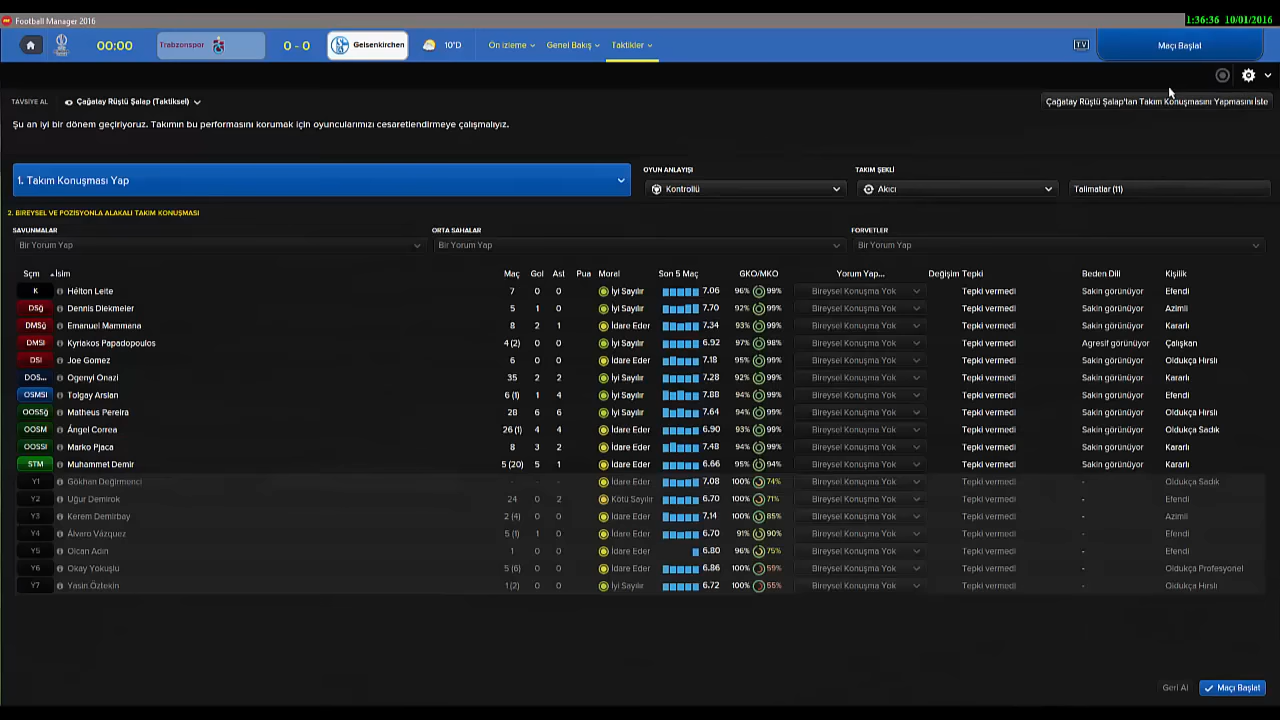 Football Manager 2016
1:36:36 10/01/2016
00:00 Trabzonspor 0 - 0 Gelsenkirchen 10°D Ön izleme Genel Bakış Taktikler TV Maçı Başlat
TAVSİYE AL Çağatay Rüştü Şalap (Taktiksel) Çağatay Rüştü Şalap'tan Takım Konuşmasını Yapmasını İste
Şu an iyi bir dönem geçiriyoruz. Takımın bu performasını korumak için oyuncularımızı cesaretlendirmeye çalışmalıyız.
OYUN ANLAYIŞI TAKIM ŞEKLİ
1. Takım Konuşması Yap Kontrollü Akıcı Talimatlar (11)
2. BİREYSEL VE POZİSYONLA ALAKALI TAKIM KONUŞMASI
SAVUNMALAR ORTA SAHALAR FORVETLER
Bir Yorum Yap Bir Yorum Yap Bir Yorum Yap
Sçm İsim Maç Gol Ast Pua Moral Son 5 Maç GKO/MKO Yorum Yap... Değişim Tepki Beden Dili Kişilik
K Hélton Leite 7 0 0 İyi Sayılır 7.06 96% 99% Bireysel Konuşma Yok Tepki vermedi Sakin görünüyor Efendi
DSğ Dennis Diekmeier 5 1 0 İyi Sayılır 7.70 92% 99% Bireysel Konuşma Yok Tepki vermedi Sakin görünüyor Azimli
DMSğ Emanuel Mammana 8 2 1 İdare Eder 7.34 93% 99% Bireysel Konuşma Yok Tepki vermedi Sakin görünüyor Kararlı
DMSl Kyriakos Papadopoulos 4 (2) 0 0 İyi Sayılır 6.92 97% 98% Bireysel Konuşma Yok Tepki vermedi Agresif görünüyor Çalışkan
DSl Joe Gomez 6 0 0 İdare Eder 7.18 95% 99% Bireysel Konuşma Yok Tepki vermedi Sakin görünüyor Oldukça Hırslı
DOS... Ogenyi Onazi 35 2 2 İyi Sayılır 7.28 92% 99% Bireysel Konuşma Yok Tepki vermedi Sakin görünüyor Kararlı
OSMSl Tolgay Arslan 6 (1) 1 4 İyi Sayılır 7.88 94% 99% Bireysel Konuşma Yok Tepki vermedi Sakin görünüyor Efendi
OOSSğ Matheus Pereira 28 6 6 İyi Sayılır 7.64 94% 99% Bireysel Konuşma Yok Tepki vermedi Sakin görünüyor Oldukça Hırslı
OOSM Ángel Correa 26 (1) 4 4 İdare Eder 6.90 93% 99% Bireysel Konuşma Yok Tepki vermedi Sakin görünüyor Oldukça Sadık
OOSSl Marko Pjaca 8 3 2 İdare Eder 7.48 94% 99% Bireysel Konuşma Yok Tepki vermedi Sakin görünüyor Kararlı
STM Muhammet Demir 5 (20) 5 1 İdare Eder 6.66 95% 94% Bireysel Konuşma Yok Tepki vermedi Sakin görünüyor Kararlı
Y1 Gökhan Değirmenci - - - İdare Eder 7.08 100% 74% Bireysel Konuşma Yok Tepki vermedi - Oldukça Sadık
Y2 Uğur Demirok 24 0 2 Kötü Sayılır 6.70 100% 71% Bireysel Konuşma Yok Tepki vermedi - Efendi
Y3 Kerem Demirbay 2 (4) 0 0 İdare Eder 7.14 100% 85% Bireysel Konuşma Yok Tepki vermedi - Azimli
Y4 Álvaro Vázquez 5 (1) 1 0 İdare Eder 6.70 91% 90% Bireysel Konuşma Yok Tepki vermedi - Efendi
Y5 Olcan Adın 1 0 0 İdare Eder 6.80 96% 75% Bireysel Konuşma Yok Tepki vermedi - Efendi
Y6 Okay Yokuşlu 5 (6) 0 0 İdare Eder 6.86 100% 59% Bireysel Konuşma Yok Tepki vermedi - Oldukça Profesyonel
Y7 Yasin Öztekin 1 (2) 0 0 İyi Sayılır 6.72 100% 55% Bireysel Konuşma Yok Tepki vermedi - Oldukça Hırslı
Geri Al Maçı Başlat